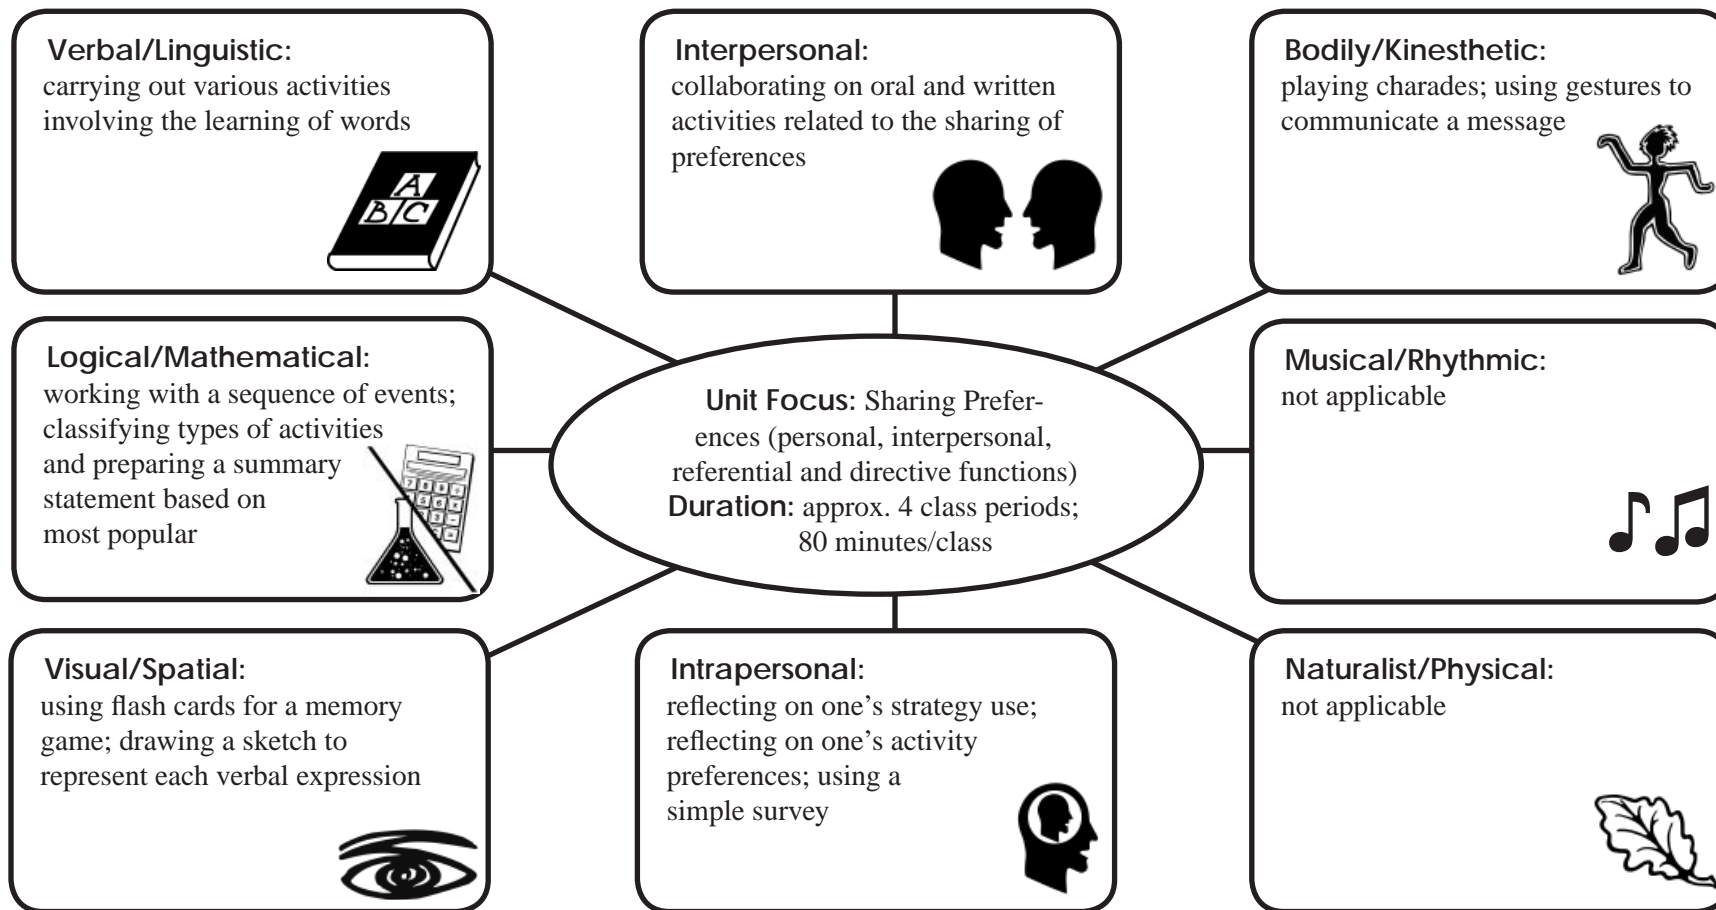 Verbal/Linguistic:
carrying out various activities
involving the learning of words
A
B C
Interpersonal:
collaborating on oral and written
activities related to the sharing of
preferences
Bodily/Kinesthetic:
playing charades; using gestures to
communicate a message
Logical/Mathematical:
working with a sequence of events;
classifying types of activities
and preparing a summary
statement based on
most popular
Unit Focus: Sharing Prefer-
ences (personal, interpersonal,
referential and directive functions)
Duration: approx. 4 class periods;
80 minutes/class
Musical/Rhythmic:
not applicable
Visual/Spatial:
using flash cards for a memory
game; drawing a sketch to
represent each verbal expression
Intrapersonal:
reflecting on one’s strategy use;
reflecting on one’s activity
preferences; using a
simple survey
Naturalist/Physical:
not applicable